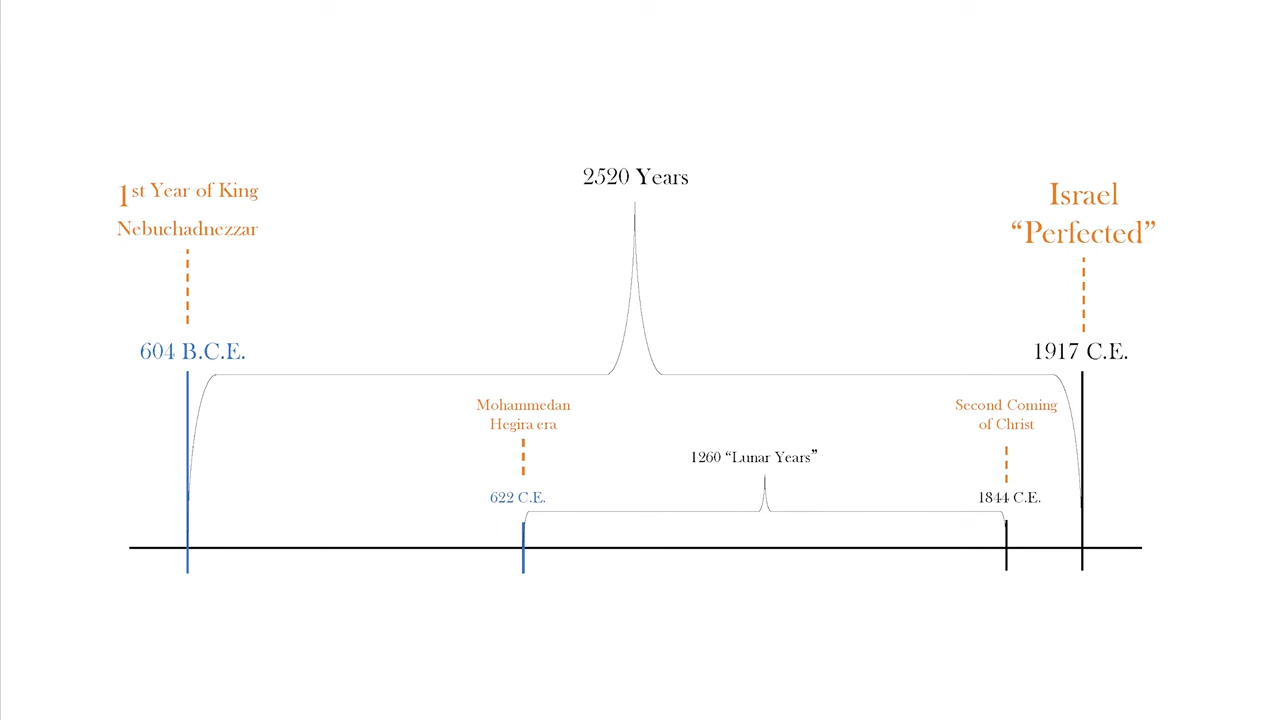 2520 Years
1st Year of King
Nebuchadnezzar
Israel
“Perfected”
604 B.C.E.
1917 C.E.
Mohammedan
Hegira era
Second Coming
of Christ
1260 “Lunar Years”
622 C.E.
1844 C.E.